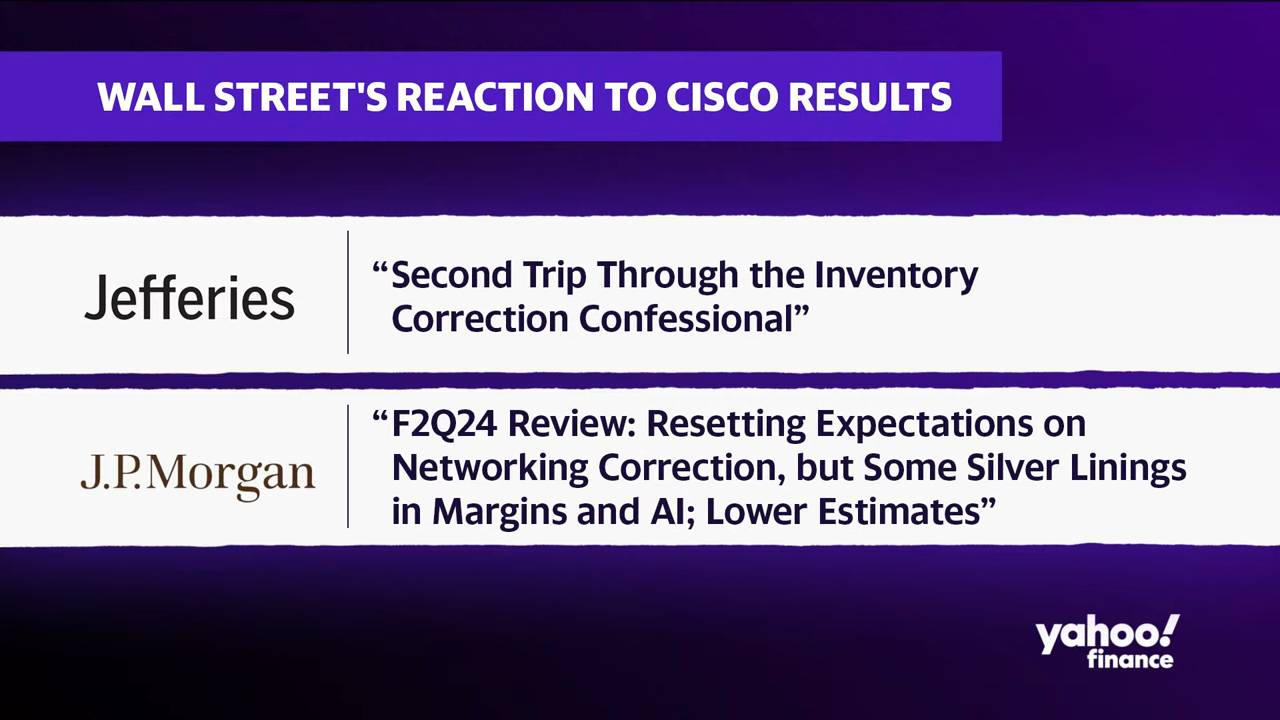 WALL STREET'S REACTION TO CISCO RESULTS
Jefferies
“Second Trip Through the Inventory
Correction Confessional”
J.P.Morgan
“F2Q24 Review: Resetting Expectations on
Networking Correction, but Some Silver Linings
in Margins and AI; Lower Estimates”
yahoo!
finance